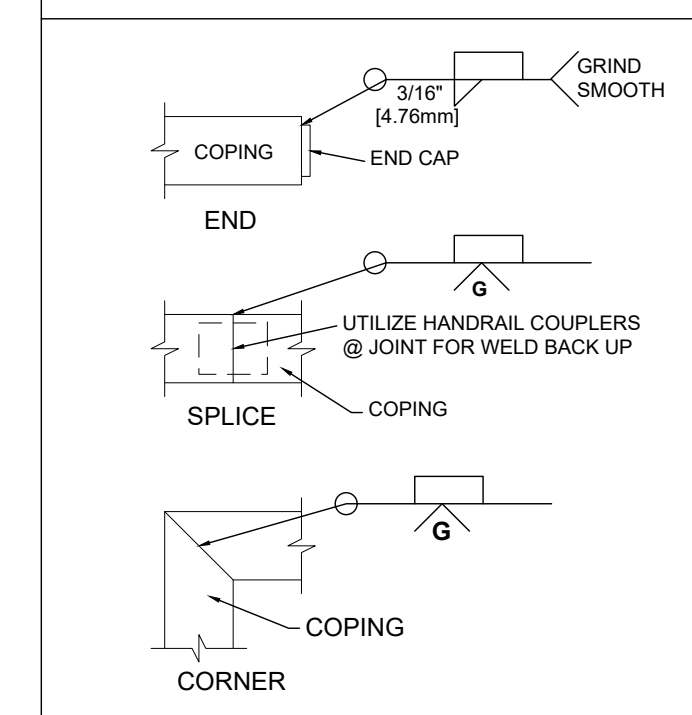 GRIND
SMOOTH
3/16"
[4.76mm]
COPING
END CAP
END
G
UTILIZE HANDRAIL COUPLERS
@ JOINT FOR WELD BACK UP
COPING
SPLICE
G
COPING
CORNER